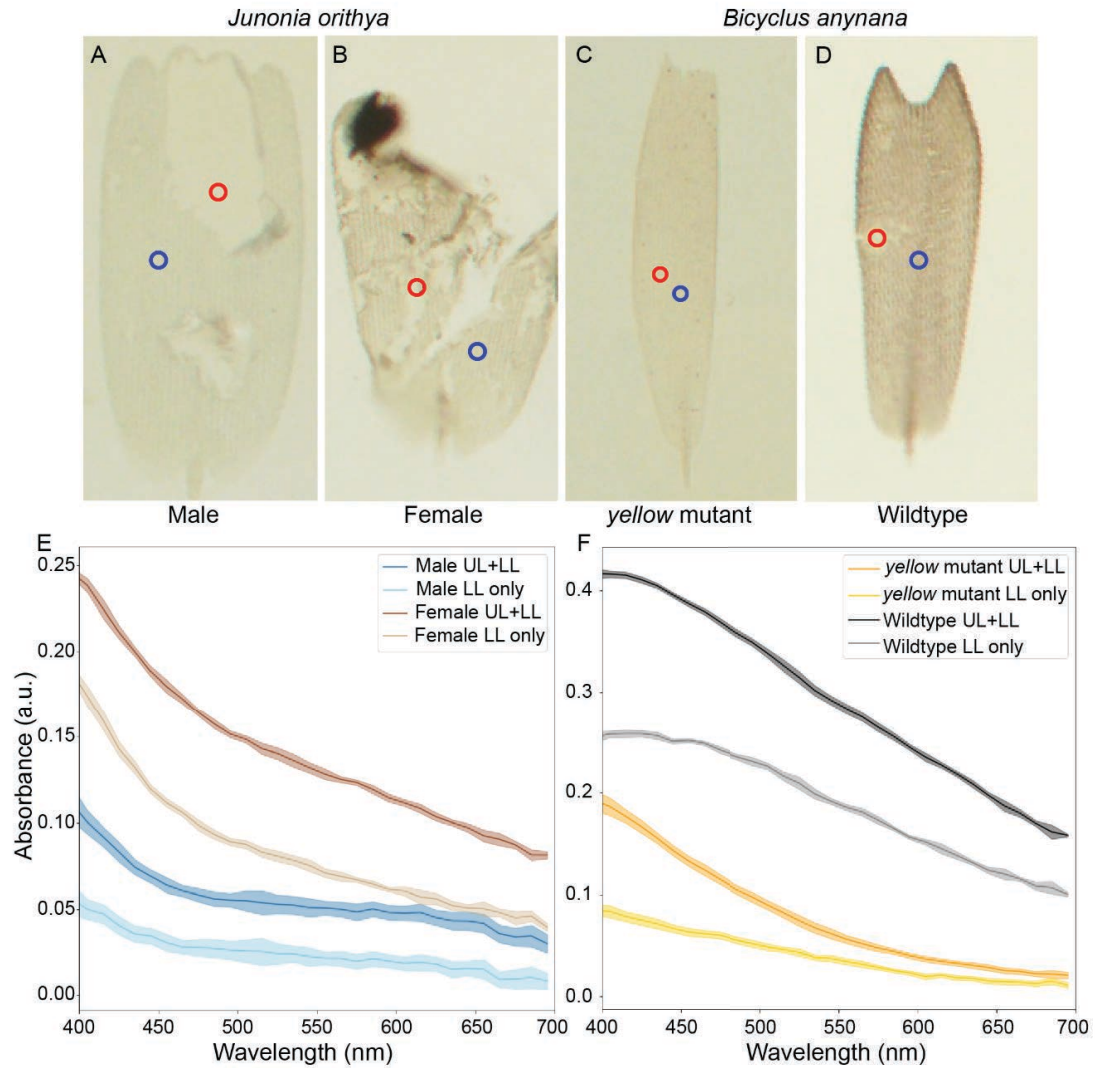 Junonia orithya
Bicyclus anynana
A
B
C
D
Male
Female
yellow mutant
Wildtype
E
F
0.25
0.20
0.15
0.10
0.05
0.00
Absorbance (a.u.)
Male UL+LL
Male LL only
Female UL+LL
Female LL only
400
450
500
550
600
650
700
Wavelength (nm)
0.4
0.3
0.2
0.1
0.0
yellow mutant UL+LL
yellow mutant LL only
Wildtype UL+LL
Wildtype LL only
400
450
500
550
600
650
700
Wavelength (nm)